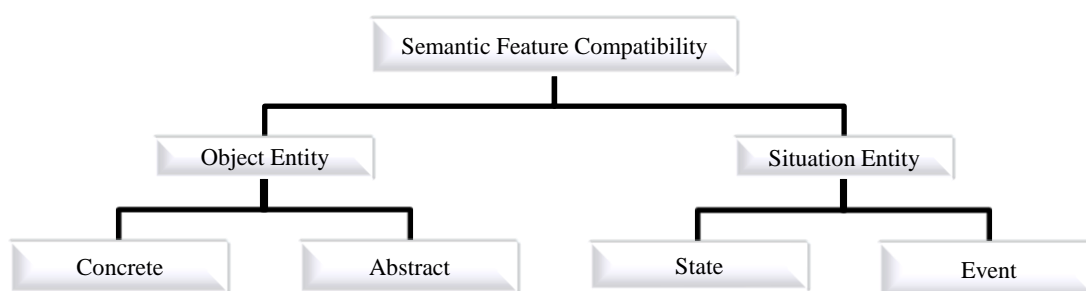 Semantic Feature Compatibility
Object Entity
Situation Entity
Concrete
Abstract
State
Event